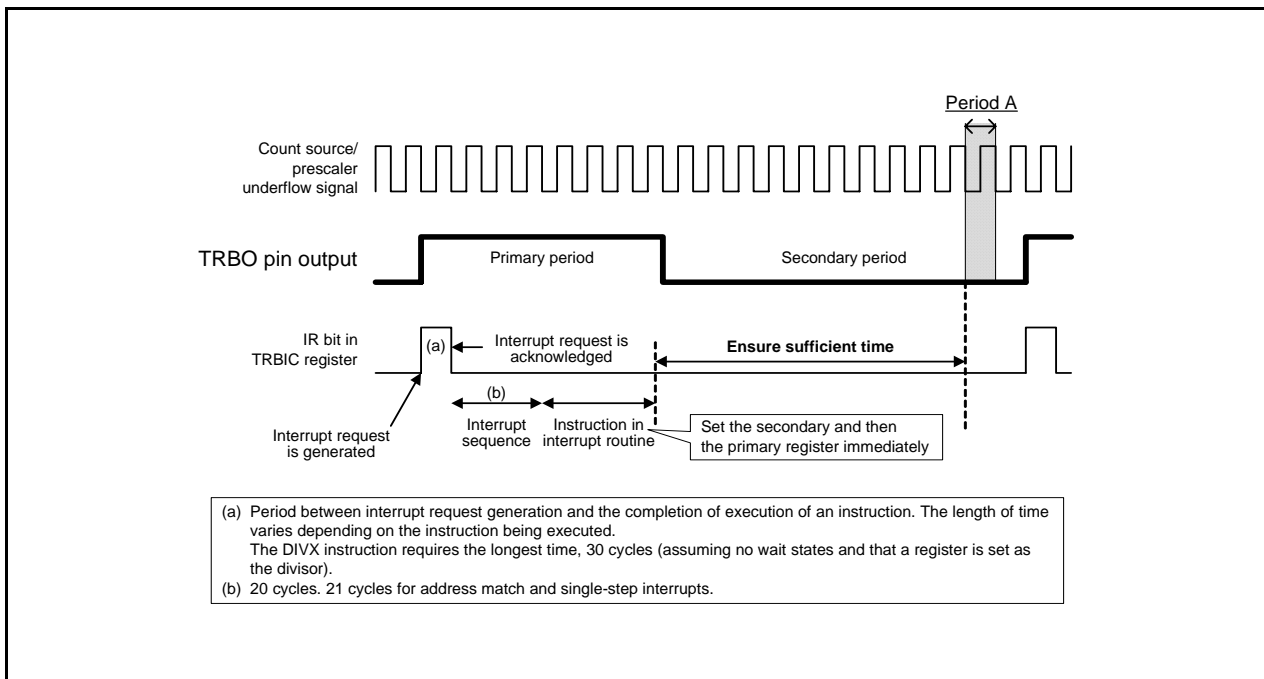 Period A
Count source/
prescaler
underflow signal
TRBO pin output
Primary period
Secondary period
IR bit in
TRBIC register
(a)
Interrupt request is
acknowledged
Ensure sufficient time
(b)
Interrupt
sequence
Instruction in
interrupt routine
Set the secondary and then
the primary register immediately
Interrupt request
is generated
(a) Period between interrupt request generation and the completion of execution of an instruction. The length of time
varies depending on the instruction being executed.
The DIVX instruction requires the longest time, 30 cycles (assuming no wait states and that a register is set as
the divisor).
(b) 20 cycles. 21 cycles for address match and single-step interrupts.